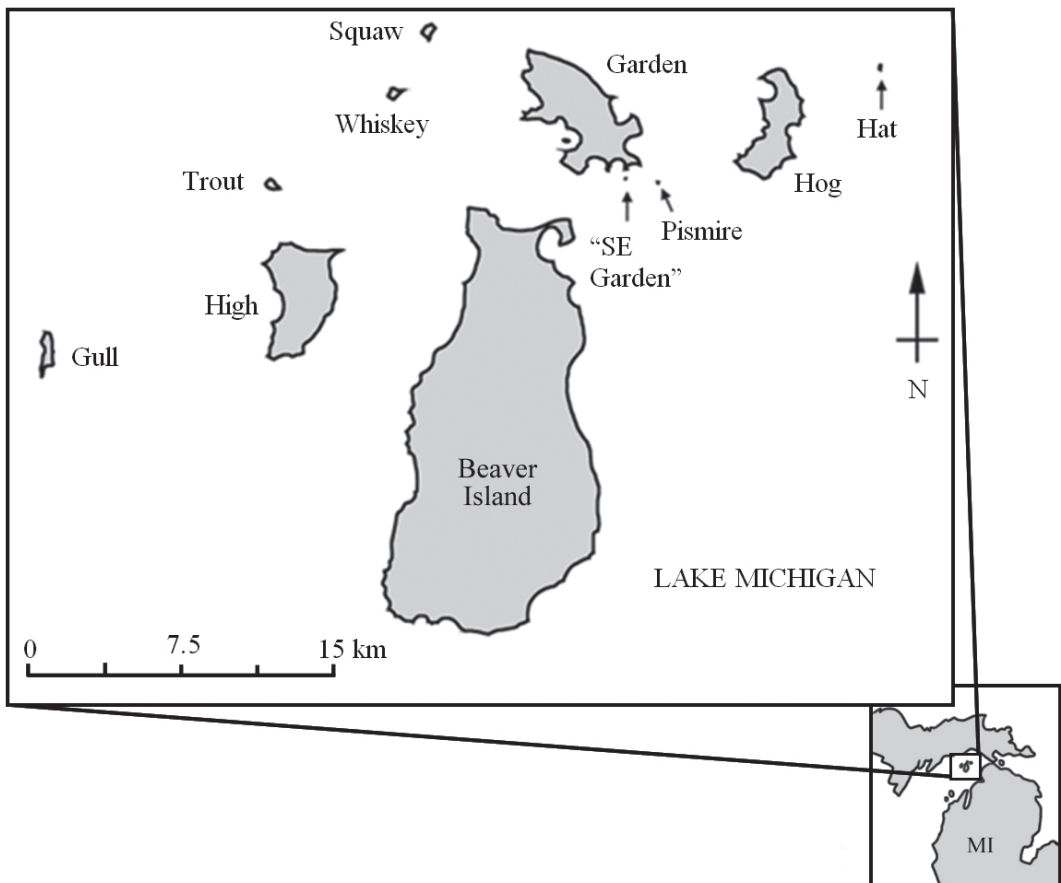 Squaw
Garden
Whiskey
Hat
Trout
Hog
Pismire
“SE
Garden”
High
Gull
N
Beaver
Island
LAKE MICHIGAN
0 7.5 15 km
MI